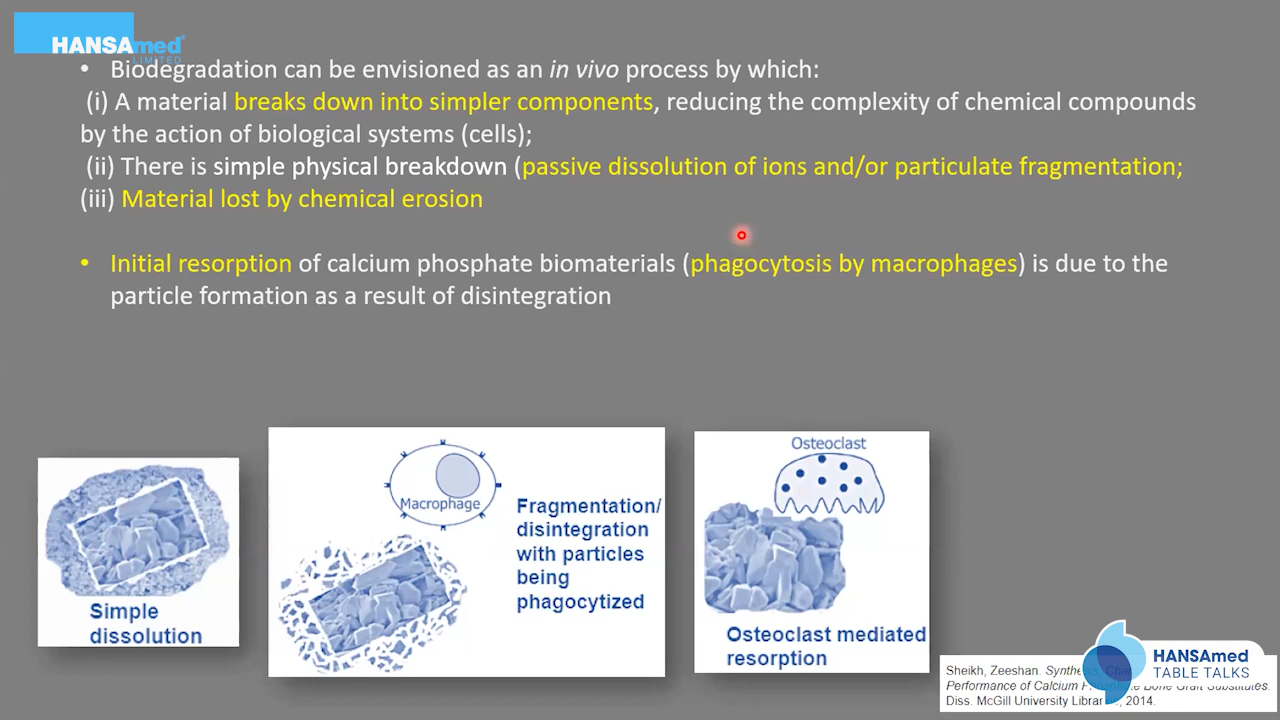 HANSAmed
LIMITED
• Biodegradation can be envisioned as an in vivo process by which:
(i) A material breaks down into simpler components, reducing the complexity of chemical compounds
by the action of biological systems (cells);
(ii) There is simple physical breakdown (passive dissolution of ions and/or particulate fragmentation;
(iii) Material lost by chemical erosion
• Initial resorption of calcium phosphate biomaterials (phagocytosis by macrophages) is due to the
particle formation as a result of disintegration
Simple
dissolution
Macrophage
Fragmentation/
disintegration
with particles
being
phagocytized
Osteoclast
Osteoclast mediated
resorption
Sheikh, Zeeshan.
Performance of Calcium Bone Graft Substitutes.
Diss. McGill University 2014.
HANSAmed
TABLE TALKS